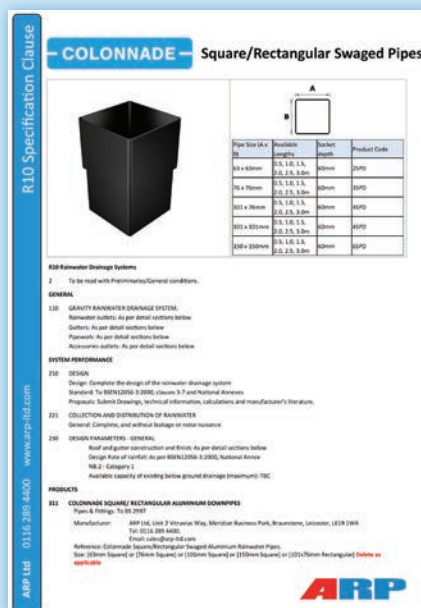 COLONNADE
Square/Rectangular Swaged Pipes
R10 Specification Clause
A
B
Pipe Size (A x B) Available Lengths Socket depth Product Code
63 x 63mm 0.5, 1.0, 1.5, 2.0, 2.5, 3.0m 60mm 25PD
76 x 76mm 0.5, 1.0, 1.5, 2.0, 2.5, 3.0m 60mm 35PD
101 x 76mm 0.5, 1.0, 1.5, 2.0, 2.5, 3.0m 60mm
101 x 101mm 0.5, 1.0, 1.5, 2.0, 2.5, 3.0m 60mm 45PD
150 x 150mm 0.5, 1.0, 1.5, 2.0, 2.5, 3.0m 60mm 65PD
R10 Rainwater Drainage Systems
2 To be read with Preliminaries/General conditions.
GENERAL
110 GRAVITY RAINWATER DRAINAGE SYSTEM:
Rainwater outlets: As per detail sections below
Gutters: As per detail sections below
Pipework: As per detail sections below
Accessories outlets: As per detail sections below
SYSTEM PERFORMANCE
210 DESIGN
Design: Complete the design of the rainwater drainage system
Standard: To BSEN12056-3:2000, clauses 3-7 and National Annexes
Proposals: Submit Drawings, technical information, calculations and manufacturer's literature.
221 COLLECTION AND DISTRIBUTION OF RAINWATER
General: Complete, and without leakage or noise nuisance
230 DESIGN PARAMETERS - GENERAL
Roof and gutter construction and finish: As per detail sections below
Design Rate of rainfall: As per BSEN12056-3:2000, National Annex
NB.2 - Category 1
Available capacity of existing below ground drainage (maximum): TBC
PRODUCTS
311 COLONNADE SQUARE/ RECTANGULAR ALUMINIUM DOWNPIPES
Pipes & Fittings: To BS 2997
Manufacturer: ARP Ltd, Unit 2 Vitruvius Way, Meridian Business Park, Braunstone, Leicester, LE19 1WA
Tel: 0116 289 4400.
Email: sales@arp-ltd.com
Reference: Colonnade Square/Rectangular Swaged Aluminium Rainwater Pipes.
Size: [63mm Square] or [76mm Square] or [101mm Square] or [150mm Square] or [101x76mm Rectangular] Delete as applicable
ARP Ltd 0116 289 4400 www.arp-ltd.com
ARP